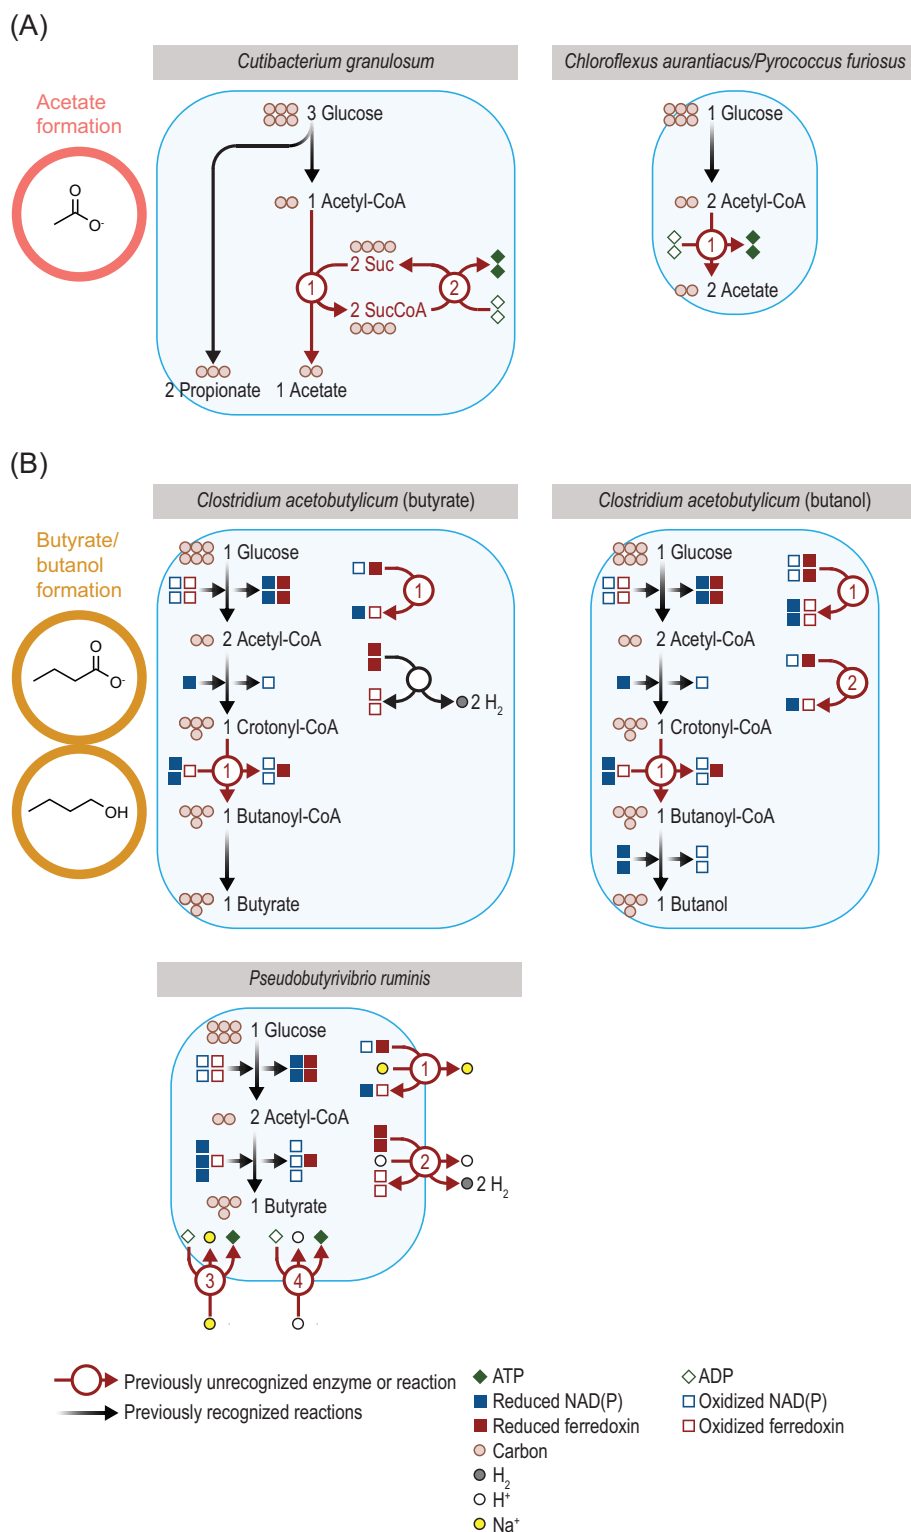 (A)
Cutibacterium granulosum
Chloroflexus aurantiacus/Pyrococcus furiosus
Acetate
formation
O
O-
3 Glucose
1 Acetyl-CoA
2 Suc
1
2
2 SucCoA
2 Propionate
1 Acetate
1 Glucose
2 Acetyl-CoA
1
2 Acetate
(B)
Clostridium acetobutylicum (butyrate)
Clostridium acetobutylicum (butanol)
Butyrate/
butanol
formation
O
O-
OH
1 Glucose
1
2 Acetyl-CoA
2 H2
1 Crotonyl-CoA
1
1 Butanoyl-CoA
1 Butyrate
1 Glucose
1
2 Acetyl-CoA
2
1 Crotonyl-CoA
1
1 Butanoyl-CoA
1 Butanol
Pseudobutyrivibrio ruminis
1 Glucose
1
2 Acetyl-CoA
2
2 H2
1 Butyrate
3
4
Previously unrecognized enzyme or reaction
Previously recognized reactions
ATP
ADP
Reduced NAD(P)
Oxidized NAD(P)
Reduced ferredoxin
Oxidized ferredoxin
Carbon
H2
H+
Na+